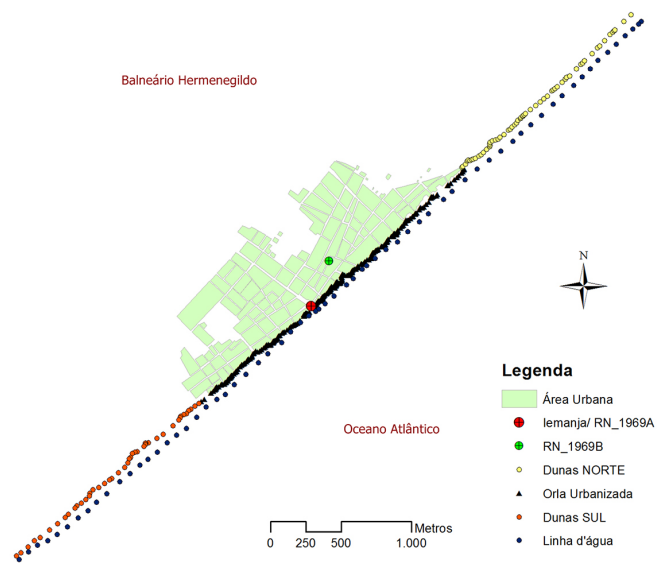 Balneário Hermenegildo
N
Oceano Atlântico
Legenda
Área Urbana
Iemanja/ RN_1969A
RN_1969B
Dunas NORTE
Orla Urbanizada
Dunas SUL
Linha d'água
Metros
0 250 500 1.000